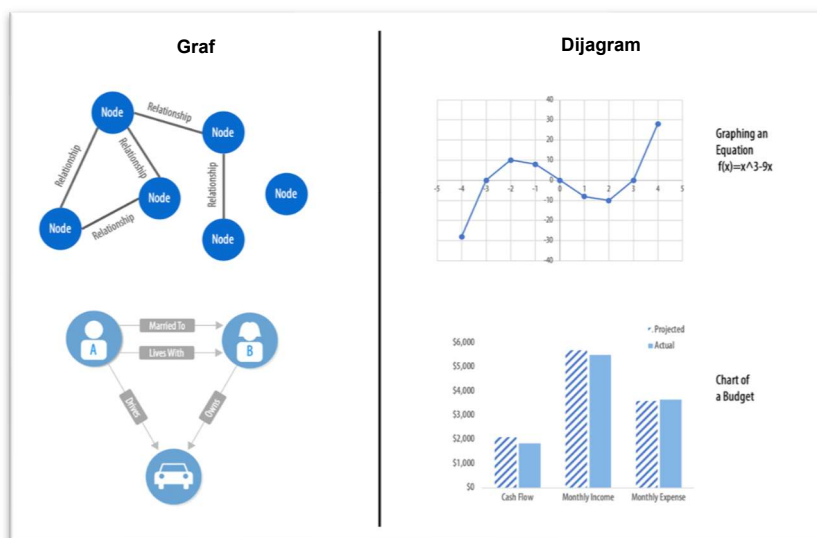 Graf
Node
Relationship
Node
Relationship
Relationship
Relationship
Node
Node
Node
Relationship
Node
Married To
A
B
Lives With
Drives
Owns
Dijagram
40
30
20
10
0
-5
-4
-3
-2
-1
0
1
2
3
4
5
-10
-20
-30
-40
Graphing an
Equation
f(x)=x^3-9x
Projected
Actual
$6,000
$5,000
$4,000
$3,000
$2,000
$1,000
$0
Cash Flow
Monthly Income
Monthly Expense
Chart of
a Budget